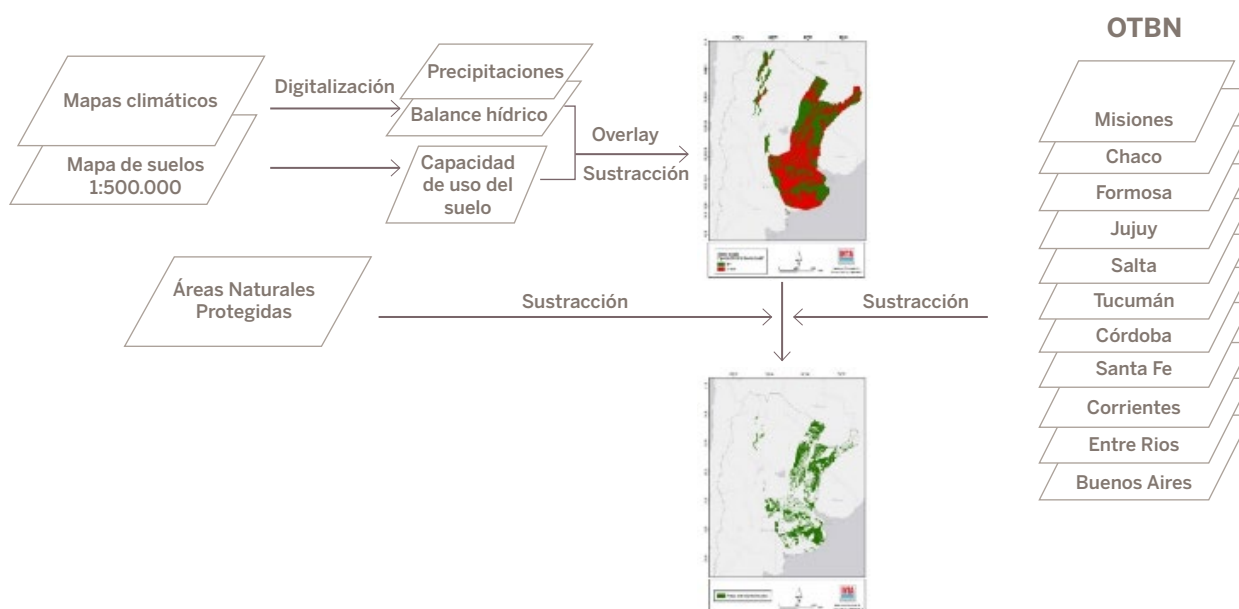 OTBN
Mapas climáticos
Digitalización
Precipitaciones
Balance hídrico
Mapa de suelos
1:500.000
Capacidad
de uso del
suelo
Overlay
Sustracción
Áreas Naturales
Protegidas
Sustracción
Sustracción
Misiones
Chaco
Formosa
Jujuy
Salta
Tucumán
Córdoba
Santa Fe
Corrientes
Entre Rios
Buenos Aires